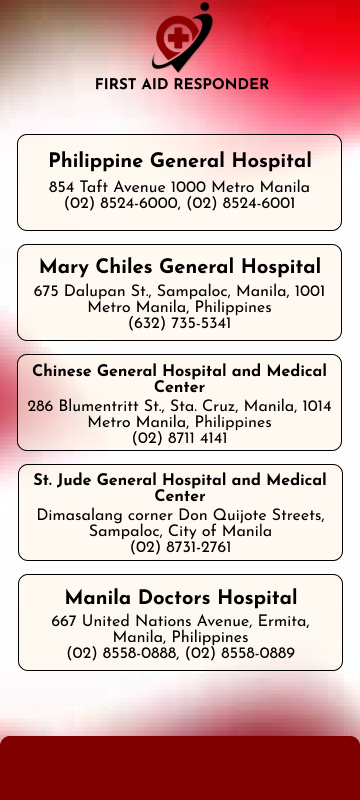 FIRST AID RESPONDER
Philippine General Hospital
854 Taft Avenue 1000 Metro Manila
(02) 8524-6000, (02) 8524-6001
Mary Chiles General Hospital
675 Dalupan St., Sampaloc, Manila, 1001
Metro Manila, Philippines
(632) 735-5341
Chinese General Hospital and Medical
Center
286 Blumentritt St., Sta. Cruz, Manila, 1014
Metro Manila, Philippines
(02) 8711 4141
St. Jude General Hospital and Medical
Center
Dimasalang corner Don Quijote Streets,
Sampaloc, City of Manila
(02) 8731-2761
Manila Doctors Hospital
667 United Nations Avenue, Ermita,
Manila, Philippines
(02) 8558-0888, (02) 8558-0889